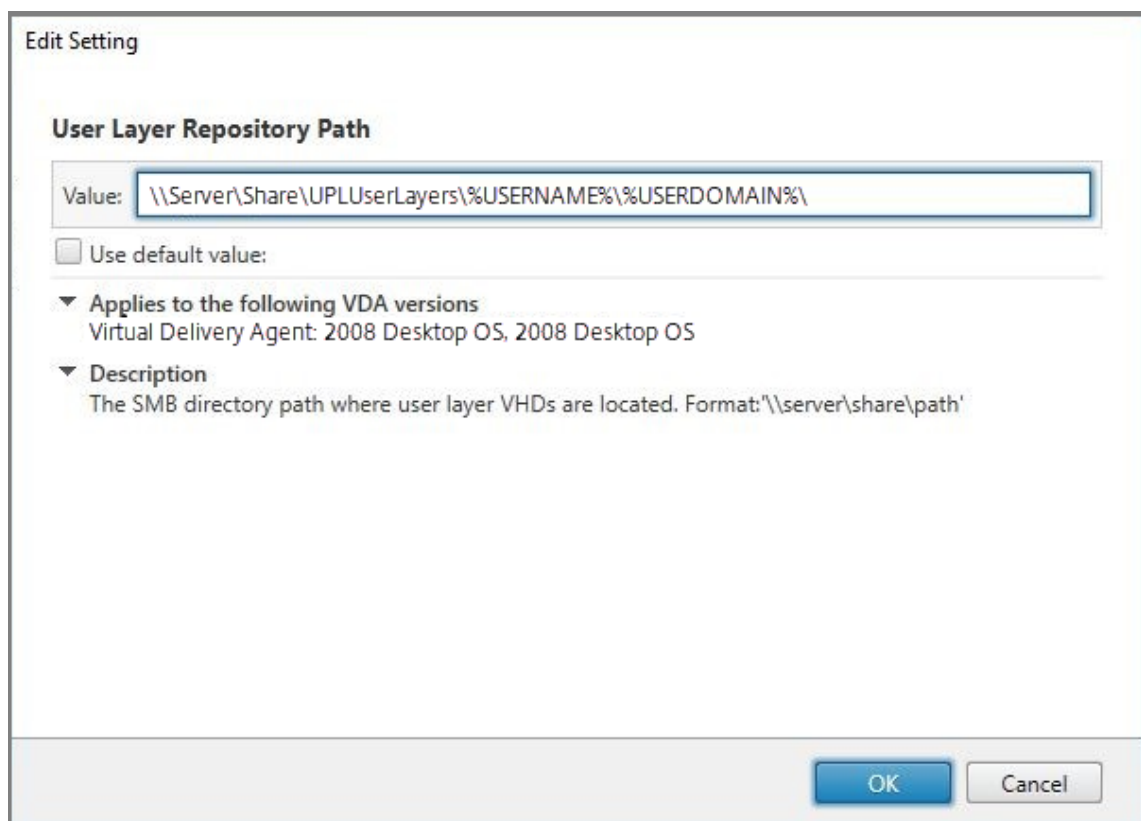 Edit Setting
User Layer Repository Path
Value: \\Server\Share\UPLUserLayers\%USERNAME%\%USERDOMAIN%\
Use default value:
Applies to the following VDA versions
Virtual Delivery Agent: 2008 Desktop OS, 2008 Desktop OS
Description
The SMB directory path where user layer VHDs are located. Format:'\\server\share\path'
OK Cancel